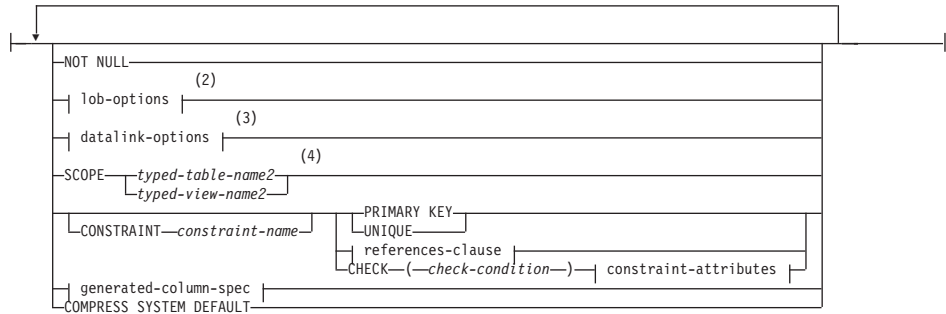 NOT NULL
(2)
lob-options
(3)
datalink-options
(4)
SCOPE typed-table-name2
typed-view-name2
PRIMARY KEY
CONSTRAINT constraint-name UNIQUE
references-clause
CHECK ( check-condition ) constraint-attributes
generated-column-spec
COMPRESS SYSTEM DEFAULT